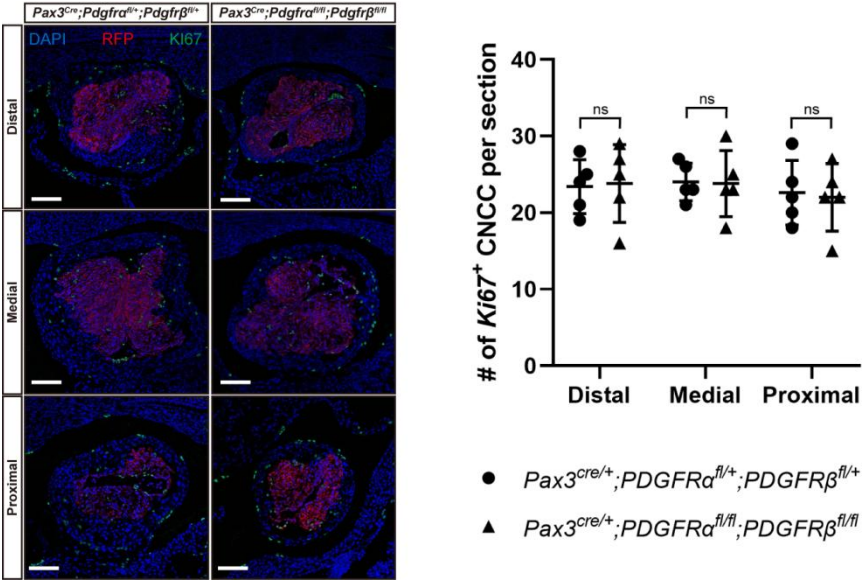 Pax3Cre;Pdgfrαfl/+;Pdgfrβfl/+
Pax3Cre;Pdgfrαfl/fl;Pdgfrβfl/fl
DAPI RFP KI67
Distal
Medial
Proximal
# of Ki67+ CNCC per section
40
30
20
10
0
ns
ns
ns
Distal Medial Proximal
Pax3cre/+;PDGFRαfl/+;PDGFRβfl/+
Pax3cre/+;PDGFRαfl/fl;PDGFRβfl/fl